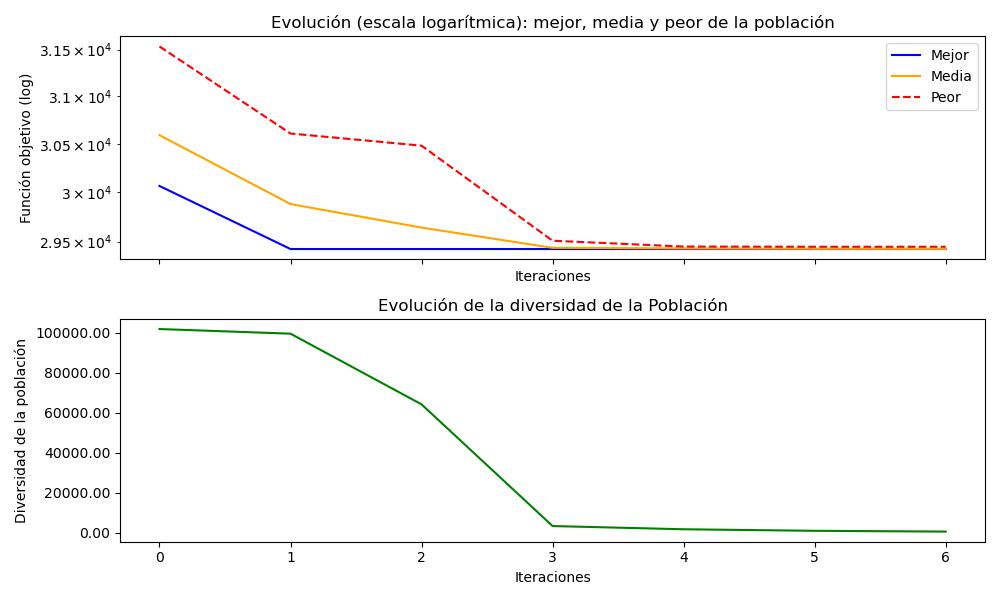 Evolución (escala logarítmica): mejor, media y peor de la población
Función objetivo (log)
3.15 × 10⁴
3.1 × 10⁴
3.05 × 10⁴
3 × 10⁴
2.95 × 10⁴
Mejor
Media
Peor
Iteraciones
Evolución de la diversidad de la Población
Diversidad de la población
100000.00
80000.00
60000.00
40000.00
20000.00
0.00
0 1 2 3 4 5 6
Iteraciones